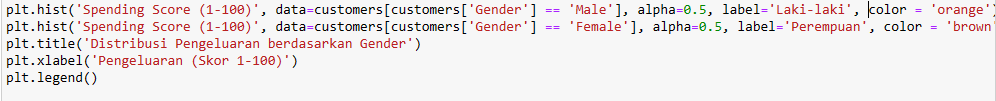 plt.hist('Spending Score (1-100)', data=customers[customers['Gender'] == 'Male'], alpha=0.5, label='Laki-laki', color = 'orange')
plt.hist('Spending Score (1-100)', data=customers[customers['Gender'] == 'Female'], alpha=0.5, label='Perempuan', color = 'brown'
plt.title('Distribusi Pengeluaran berdasarkan Gender')
plt.xlabel('Pengeluaran (Skor 1-100)')
plt.legend()